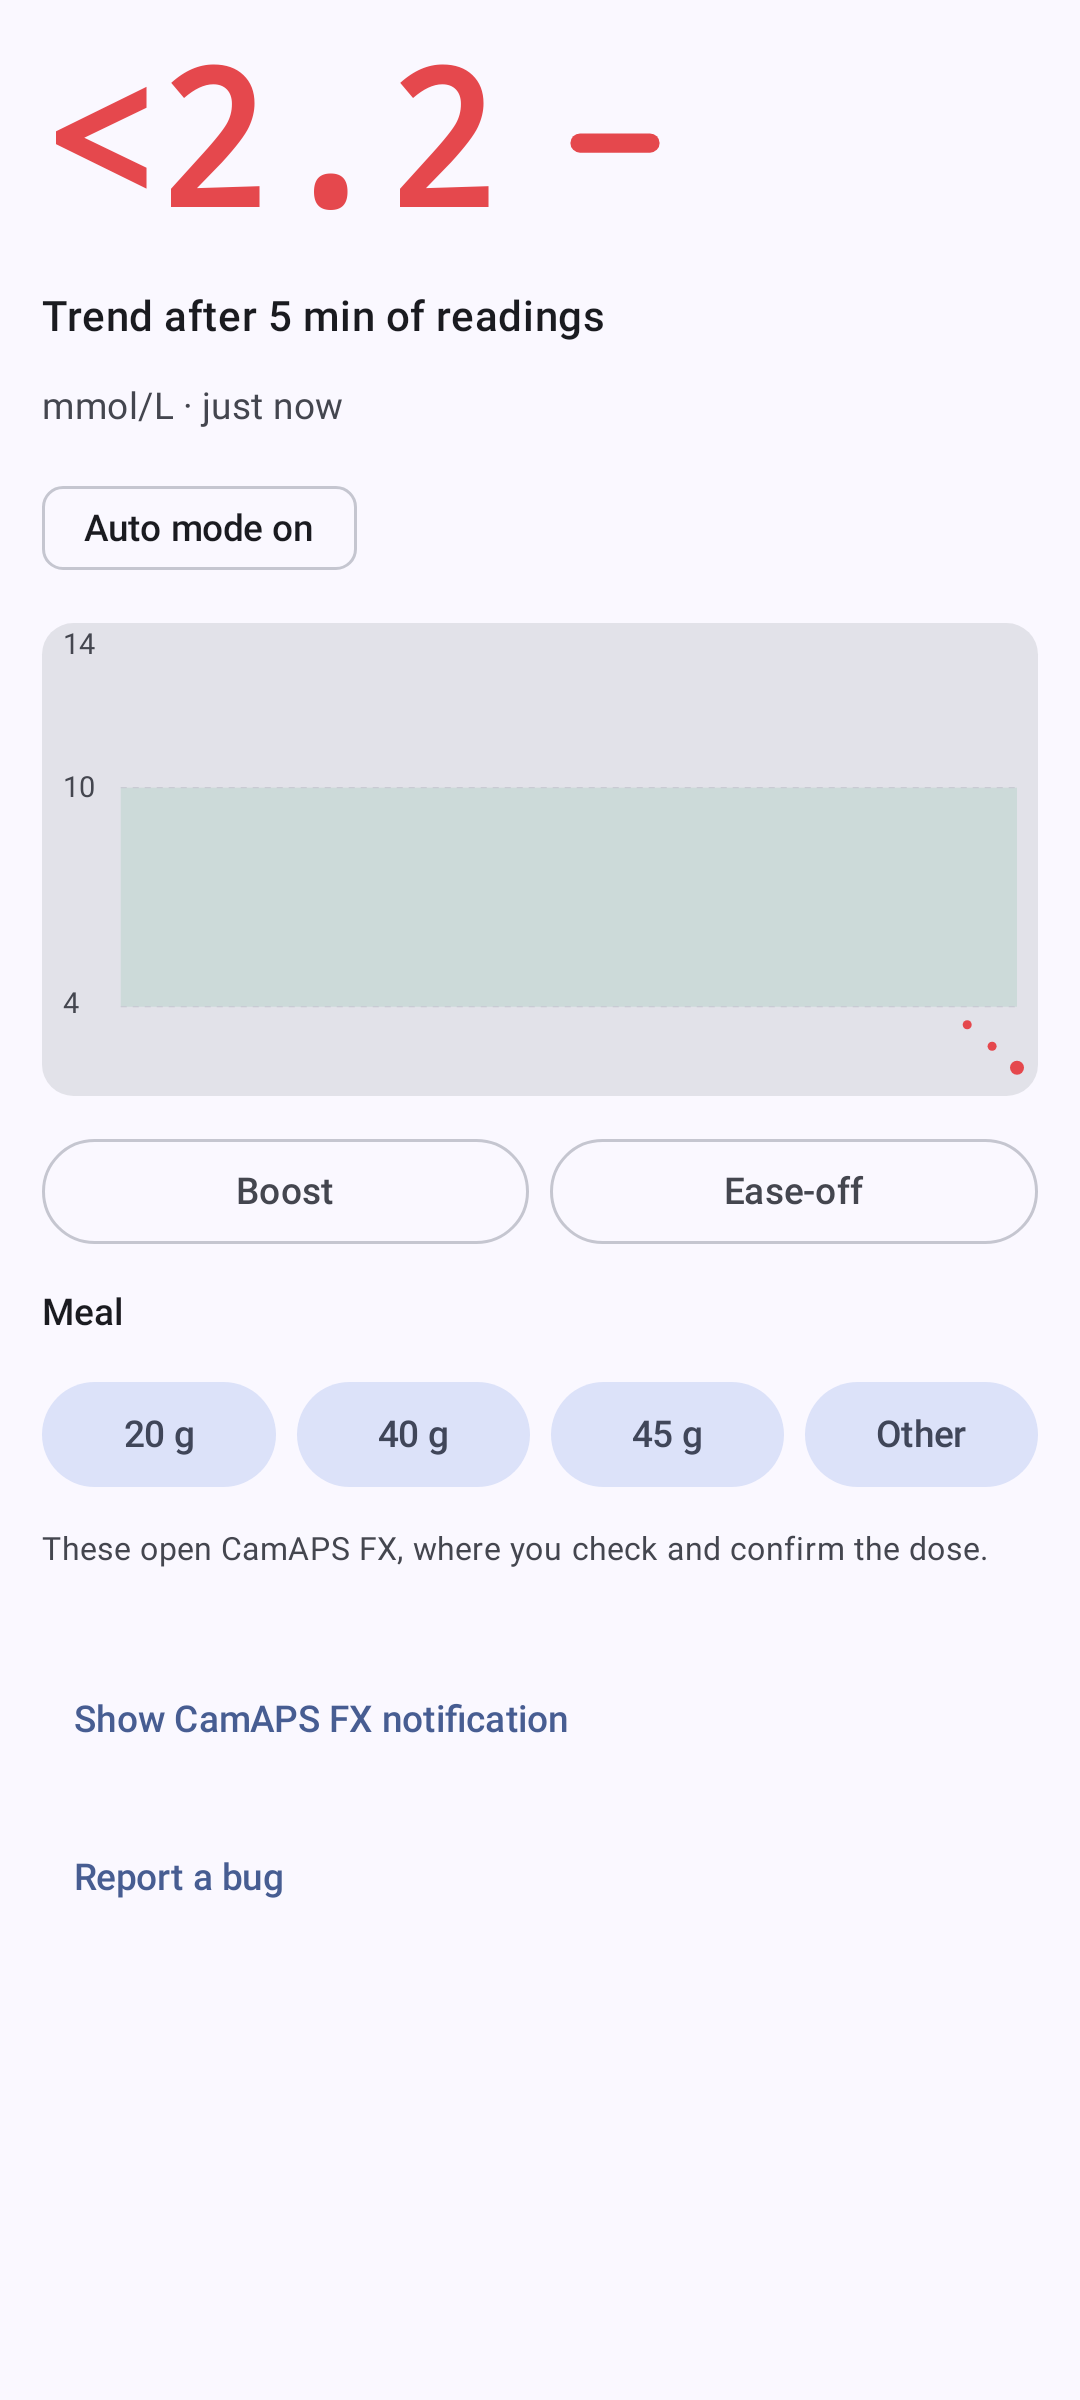 <2.2 –
Trend after 5 min of readings
mmol/L · just now
Auto mode on
14
10
4
Boost
Ease-off
Meal
20 g
40 g
45 g
Other
These open CamAPS FX, where you check and confirm the dose.
Show CamAPS FX notification
Report a bug